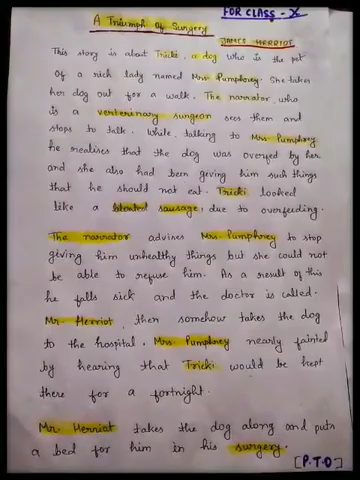 FOR CLASS - X
A Triumph Of Surgery
JAMES HERRIOT
This story is about Tricki, a dog who is the pet
of a rich lady named Mrs. Pumphrey. She takes
her dog out for a walk. The narrator, who
is a verterinary surgeon sees them and
stops to talk. While talking to Mrs. Pumphrey
he realises that the dog was overfed by her
and she also had been giving him such things
that he should not eat. Tricki looked
like a bloated sausage, due to overfeeding.
The narrator advises Mrs. Pumphrey to stop
giving him unhealthy things but she could not
be able to refuse him. As a result of this
he falls sick and the doctor is called.
Mr. Herriot, then somehow takes the dog
to the hospital. Mrs. Pumphrey nearly fainted
by hearing that Tricki would be kept
there for a fortnight.
Mr. Herriot takes the dog along and puts
a bed for him in his surgery.
[P.T.O]